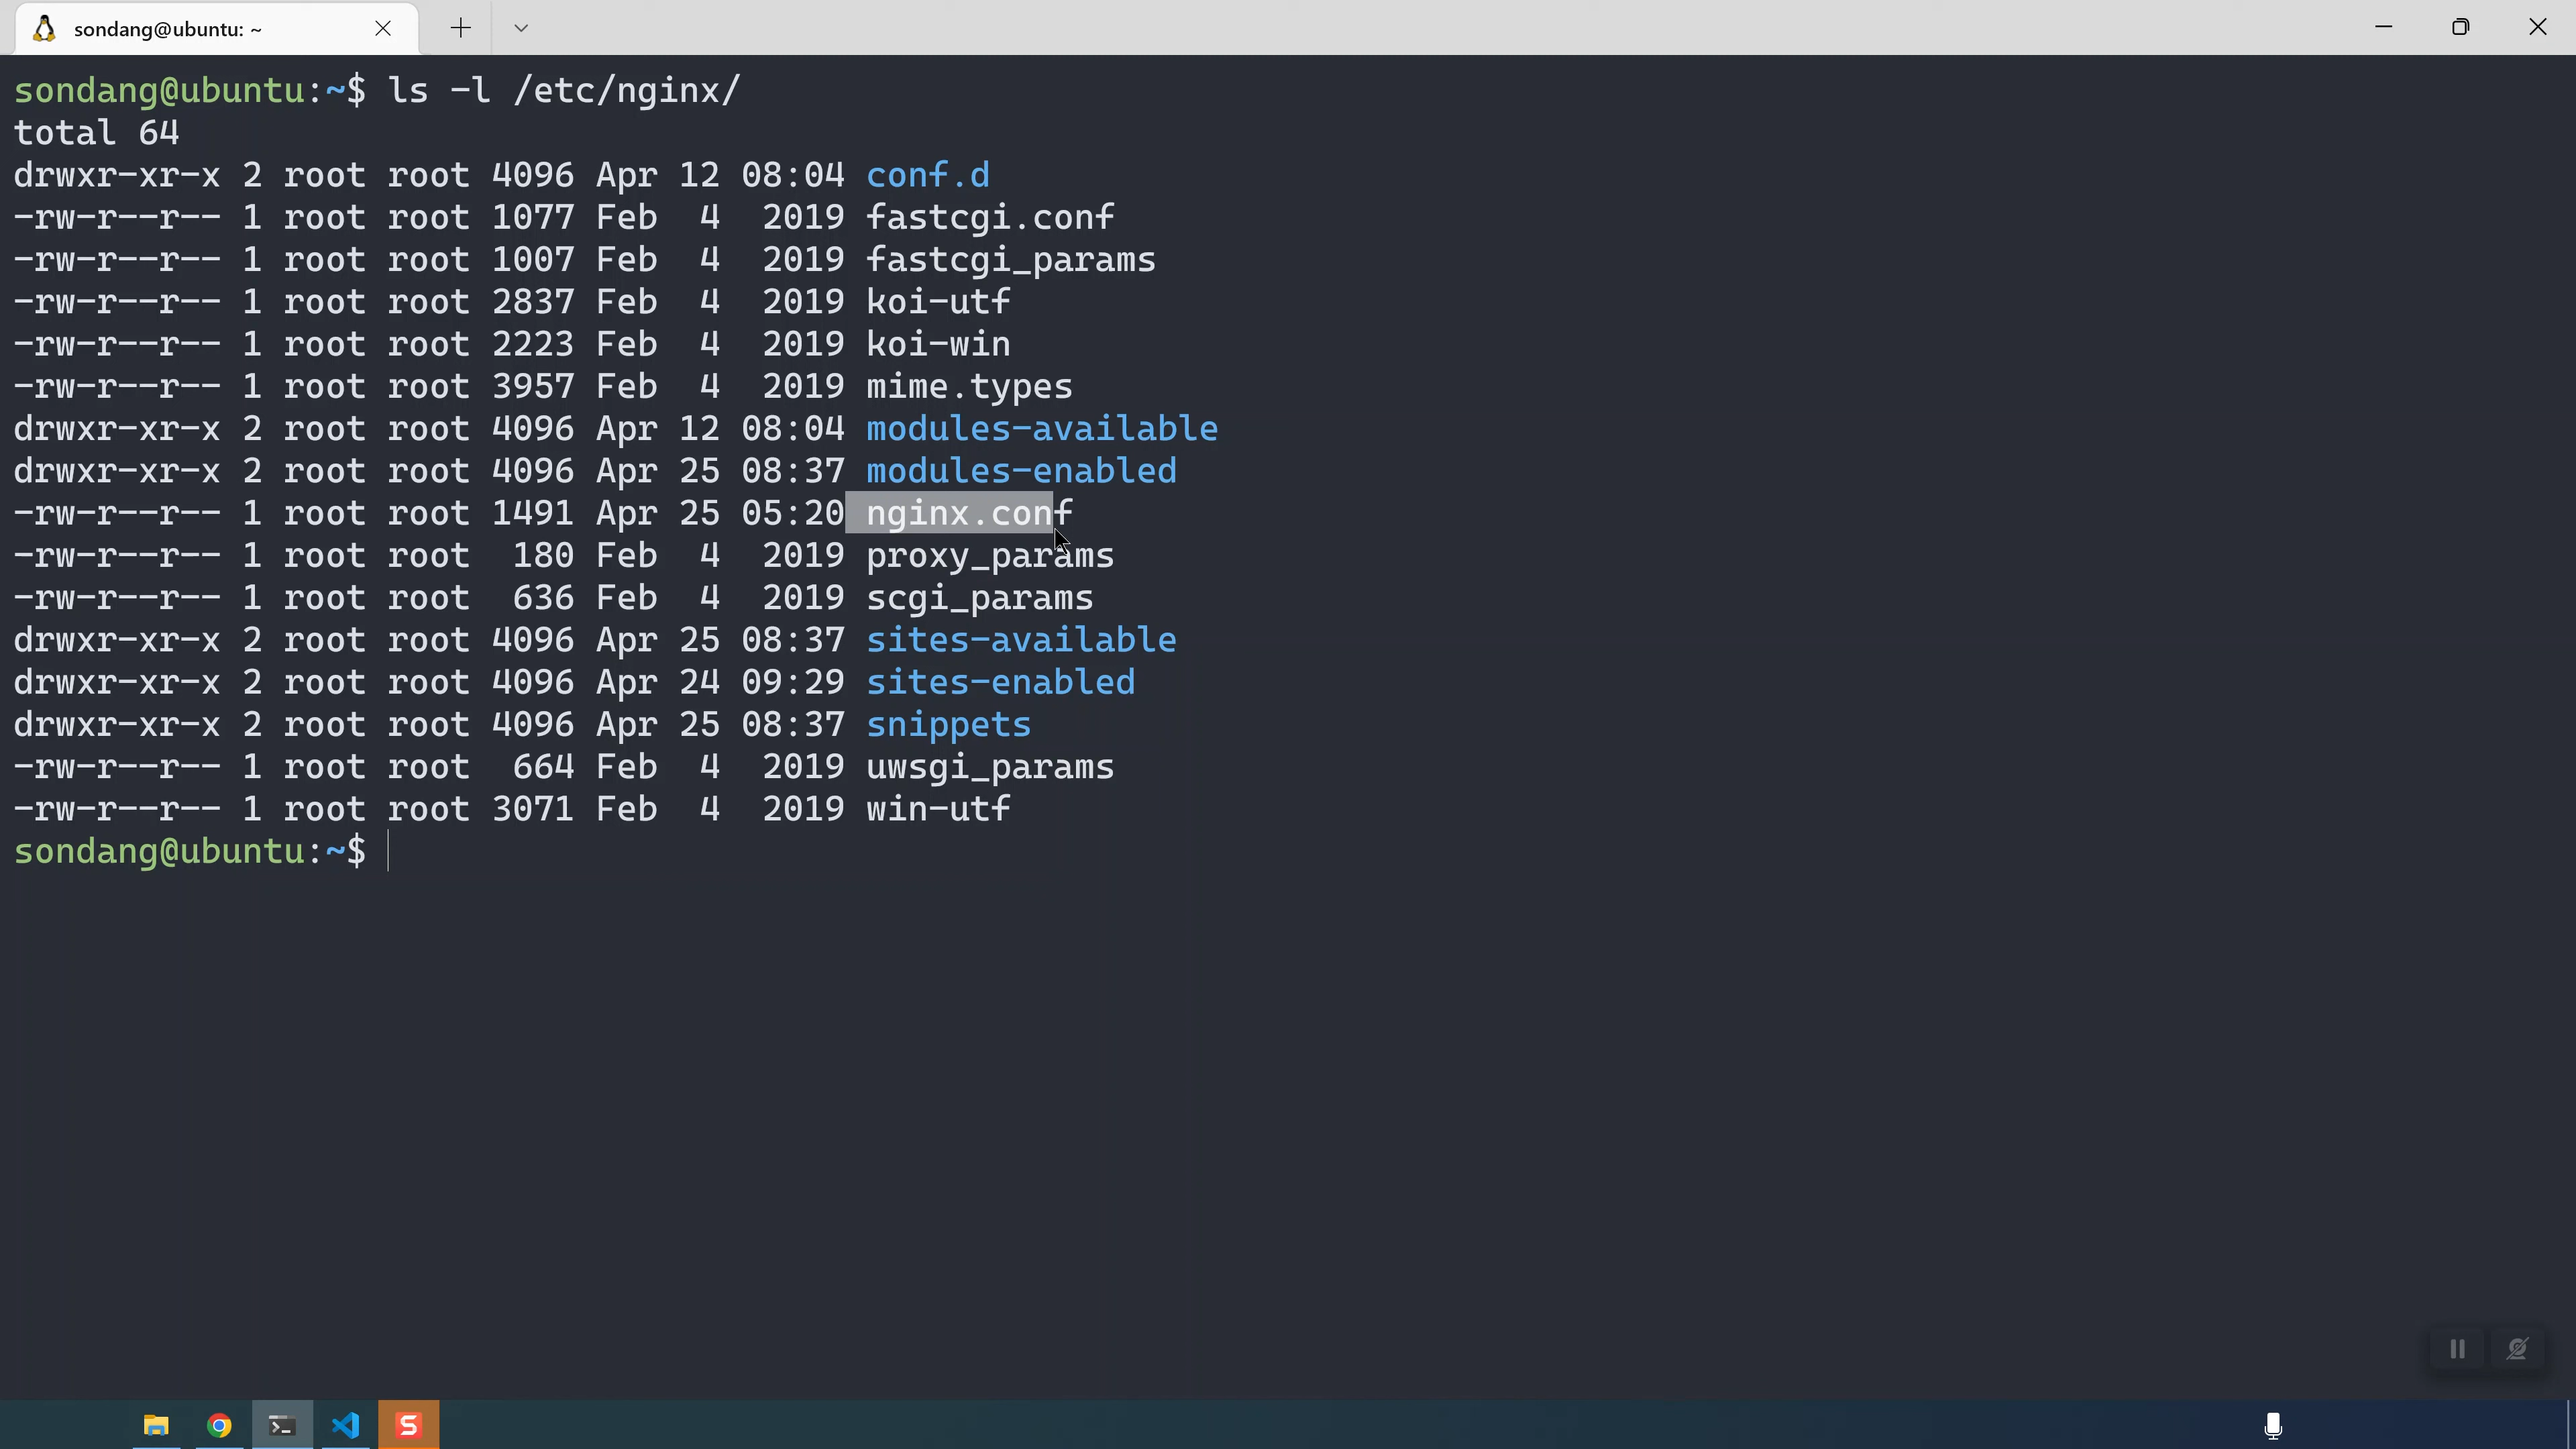 sondang@ubuntu: ~
sondang@ubuntu:~$ ls -l /etc/nginx/
total 64
drwxr-xr-x 2 root root 4096 Apr 12 08:04 conf.d
-rw-r--r-- 1 root root 1077 Feb  4  2019 fastcgi.conf
-rw-r--r-- 1 root root 1007 Feb  4  2019 fastcgi_params
-rw-r--r-- 1 root root 2837 Feb  4  2019 koi-utf
-rw-r--r-- 1 root root 2223 Feb  4  2019 koi-win
-rw-r--r-- 1 root root 3957 Feb  4  2019 mime.types
drwxr-xr-x 2 root root 4096 Apr 12 08:04 modules-available
drwxr-xr-x 2 root root 4096 Apr 25 08:37 modules-enabled
-rw-r--r-- 1 root root 1491 Apr 25 05:20 nginx.conf
-rw-r--r-- 1 root root  180 Feb  4  2019 proxy_params
-rw-r--r-- 1 root root  636 Feb  4  2019 scgi_params
drwxr-xr-x 2 root root 4096 Apr 25 08:37 sites-available
drwxr-xr-x 2 root root 4096 Apr 24 09:29 sites-enabled
drwxr-xr-x 2 root root 4096 Apr 25 08:37 snippets
-rw-r--r-- 1 root root  664 Feb  4  2019 uwsgi_params
-rw-r--r-- 1 root root 3071 Feb  4  2019 win-utf
sondang@ubuntu:~$